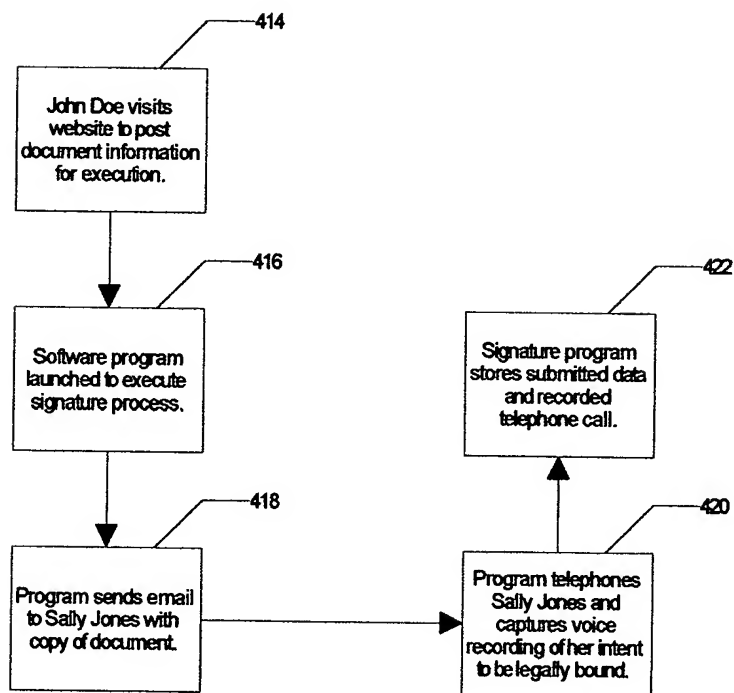 414
John Doe visits
website to post
document information
for execution.
416
Software program
launched to execute
signature process.
418
Program sends email
to Sally Jones with
copy of document.
420
Program telephones
Sally Jones and
captures voice
recording of her intent
to be legally bound.
422
Signature program
stores submitted data
and recorded
telephone call.